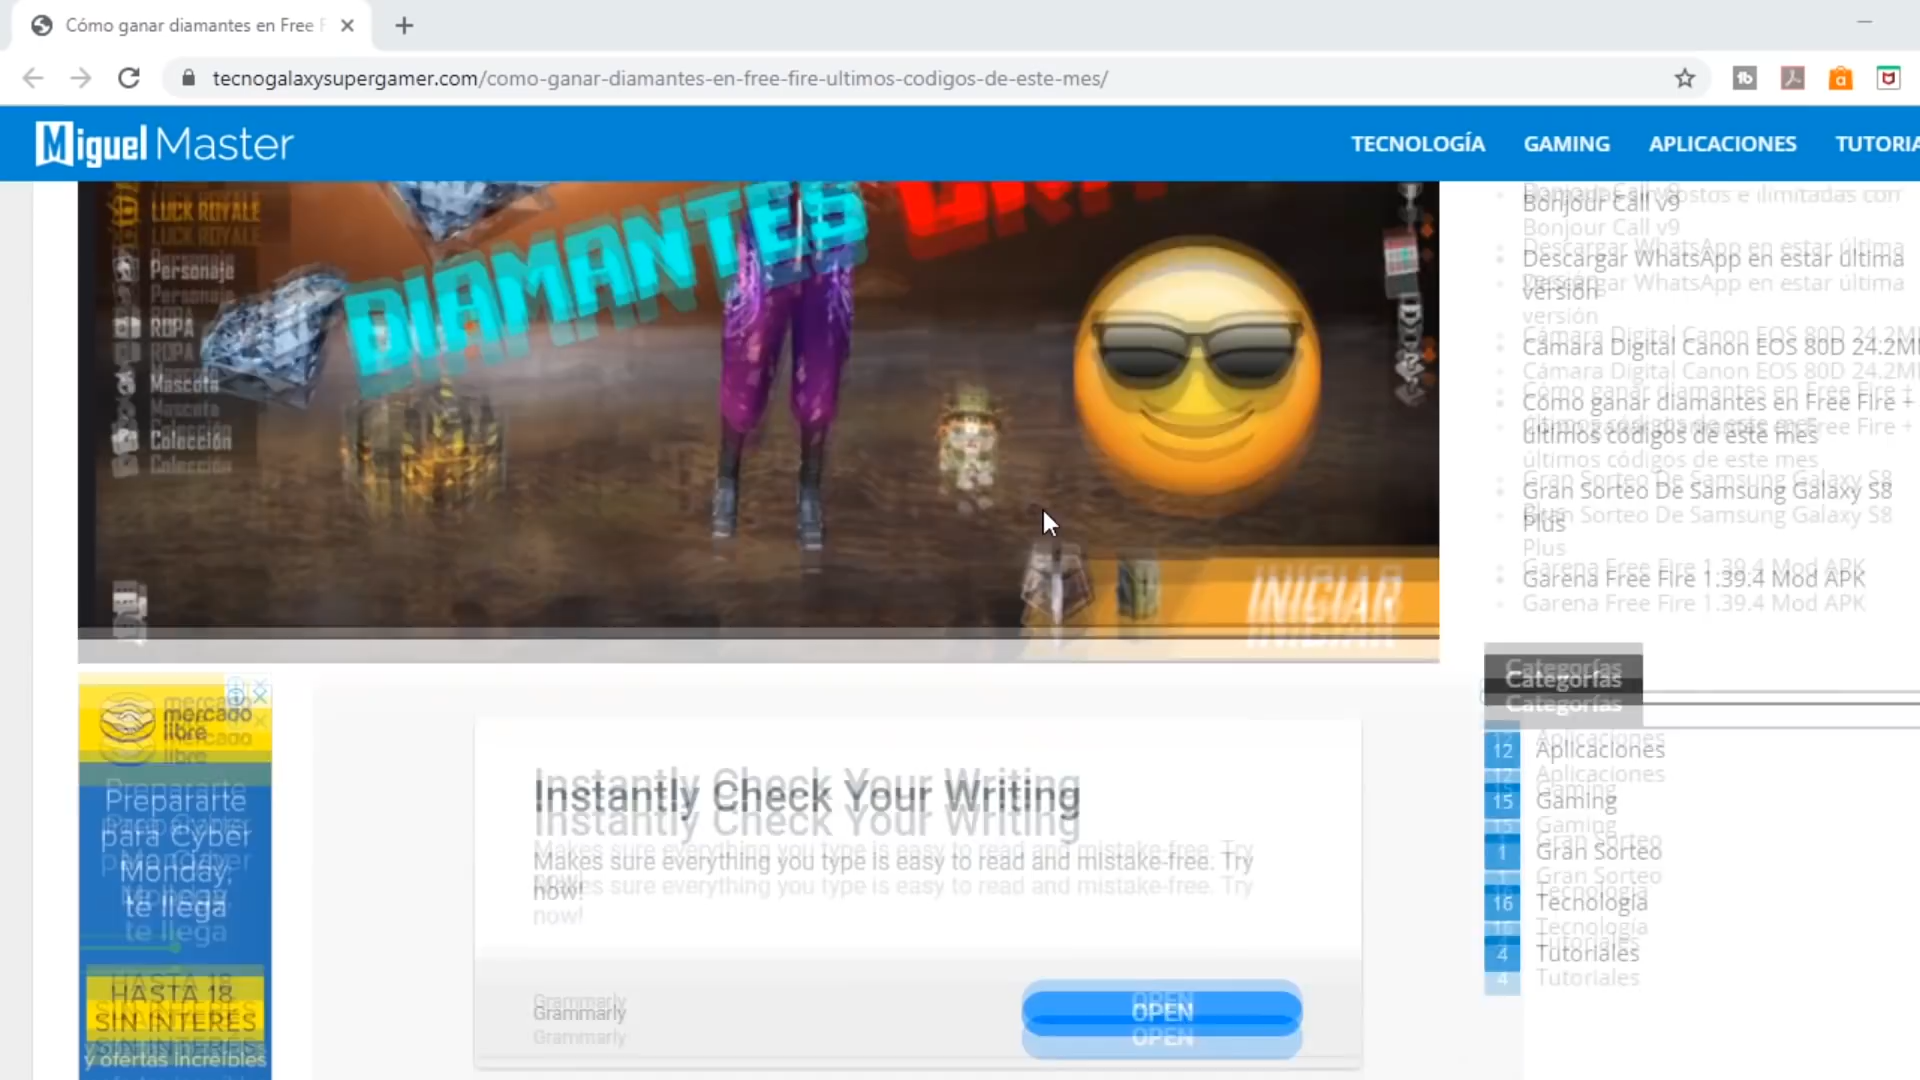 Cómo ganar diamantes en Free F
tecnogalaxysupergamer.com/como-ganar-diamantes-en-free-fire-ultimos-codigos-de-este-mes/
Miguel Master
TECNOLOGÍA
GAMING
APLICACIONES
TUTORIA
LUCK ROYALE
Personaje
ROPA
Mascota
Colección
DIAMANTES
INICIAR
Bonjour Call v9
Descargar WhatsApp en estar última
versión
Cámara Digital Canon EOS 80D 24.2M
Cómo ganar diamantes en Free Fire +
últimos códigos de este mes
Gran Sorteo De Samsung Galaxy S8
Plus
Garena Free Fire 1.39.4 Mod APK
Categorías
12 Aplicaciones
15 Gaming
1 Gran Sorteo
16 Tecnología
4 Tutoriales
mercado
libre
Prepararte
para Cyber
Monday,
te llega
HASTA 18
SIN INTERÉS
y ofertas increíbles
Instantly Check Your Writing
Makes sure everything you type is easy to read and mistake-free. Try
now!
Grammarly
OPEN